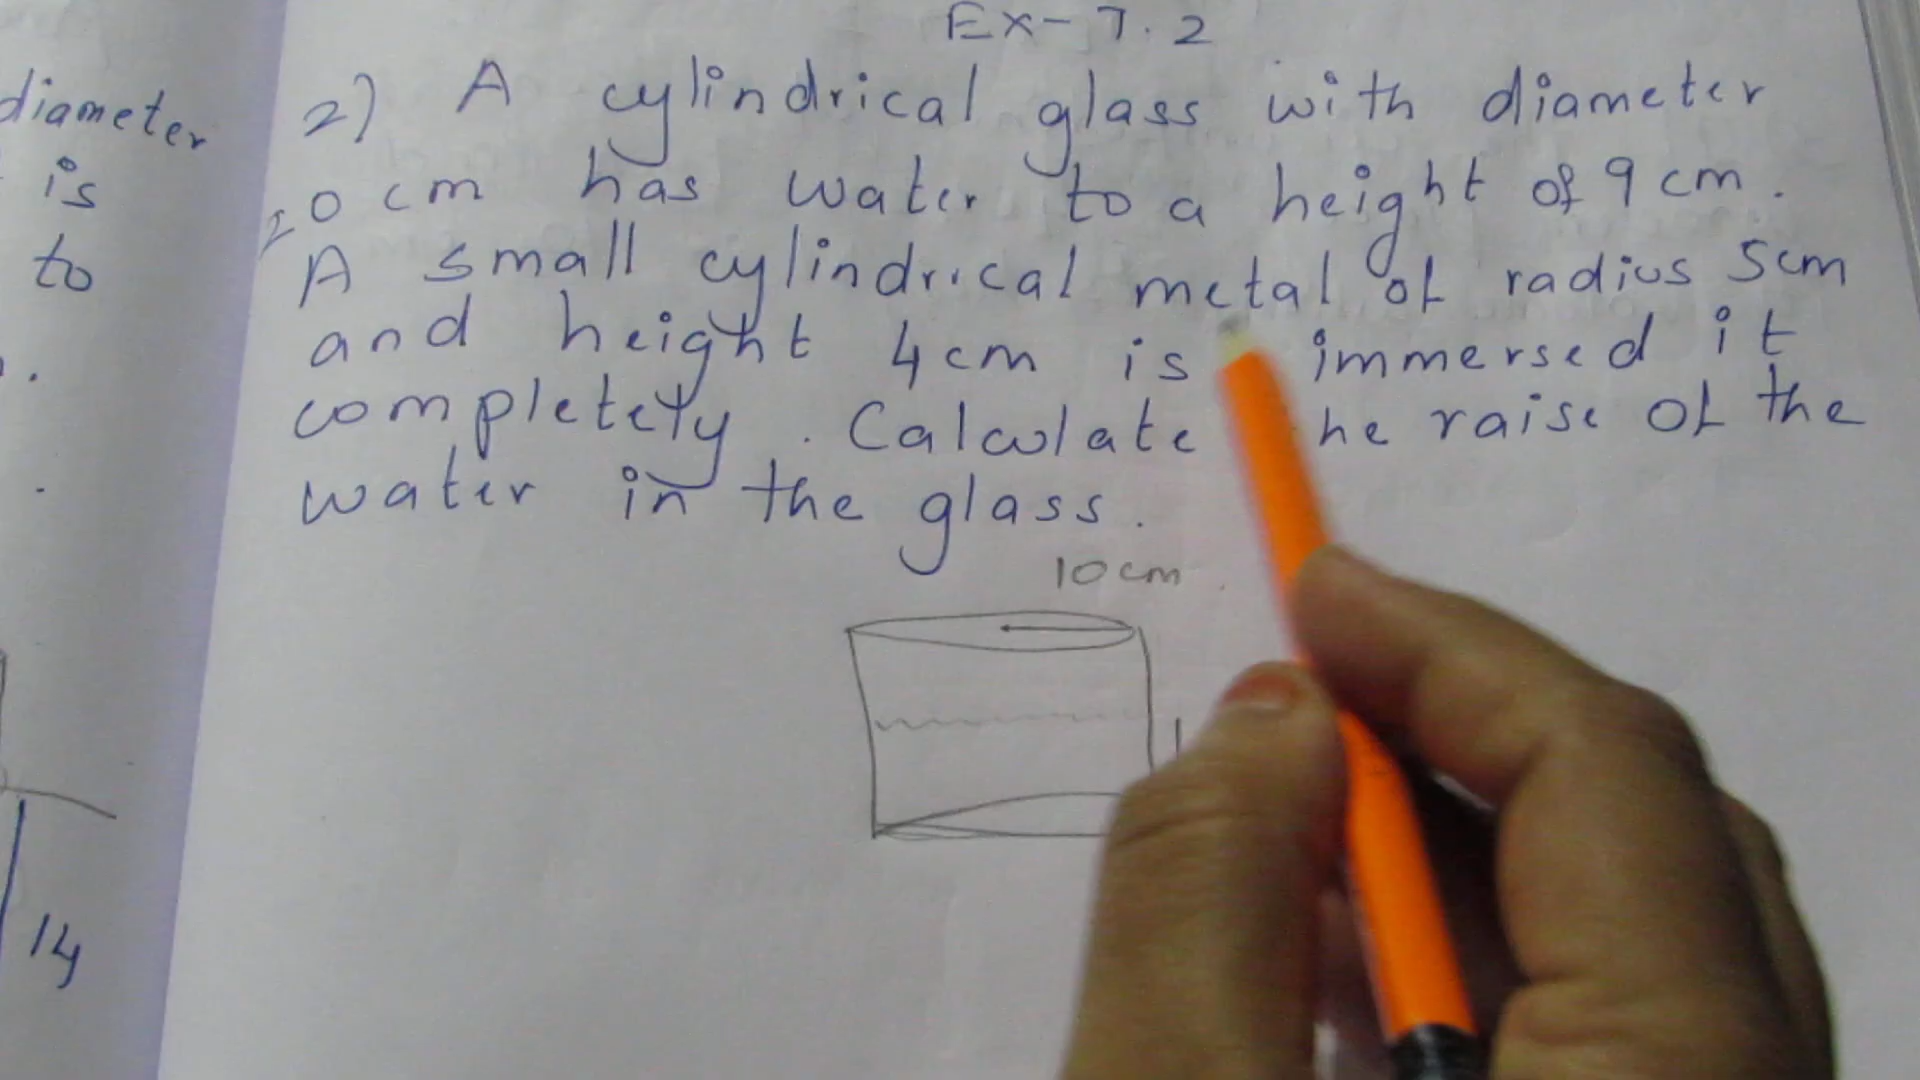 Ex-7.2
diameter
is
to
14
2) A cylindrical glass with diameter
20 cm has water to a height of 9 cm.
A small cylindrical metal of radius 5cm
and height 4cm is immersed it
completely. Calculate he raise of the
water in the glass.
10cm